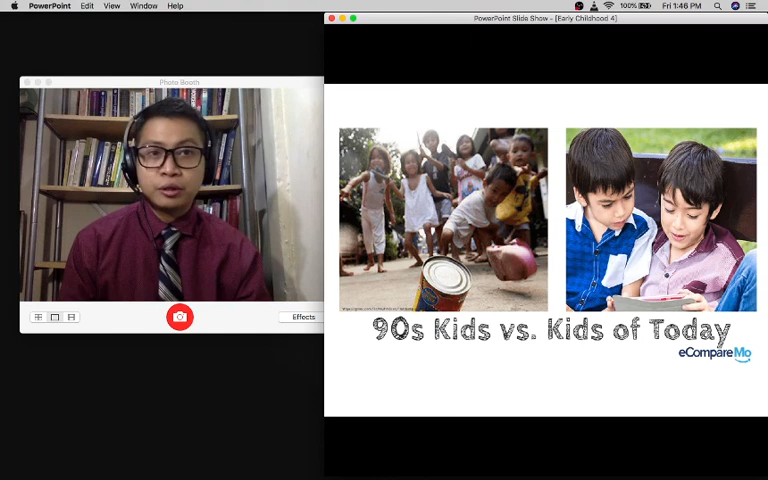 PowerPoint Edit View Window Help 100% Fri 1:46 PM
PowerPoint Slide Show - [Early Childhood 4]
Photo Booth
Effects
90s Kids vs. Kids of Today
eCompareMo